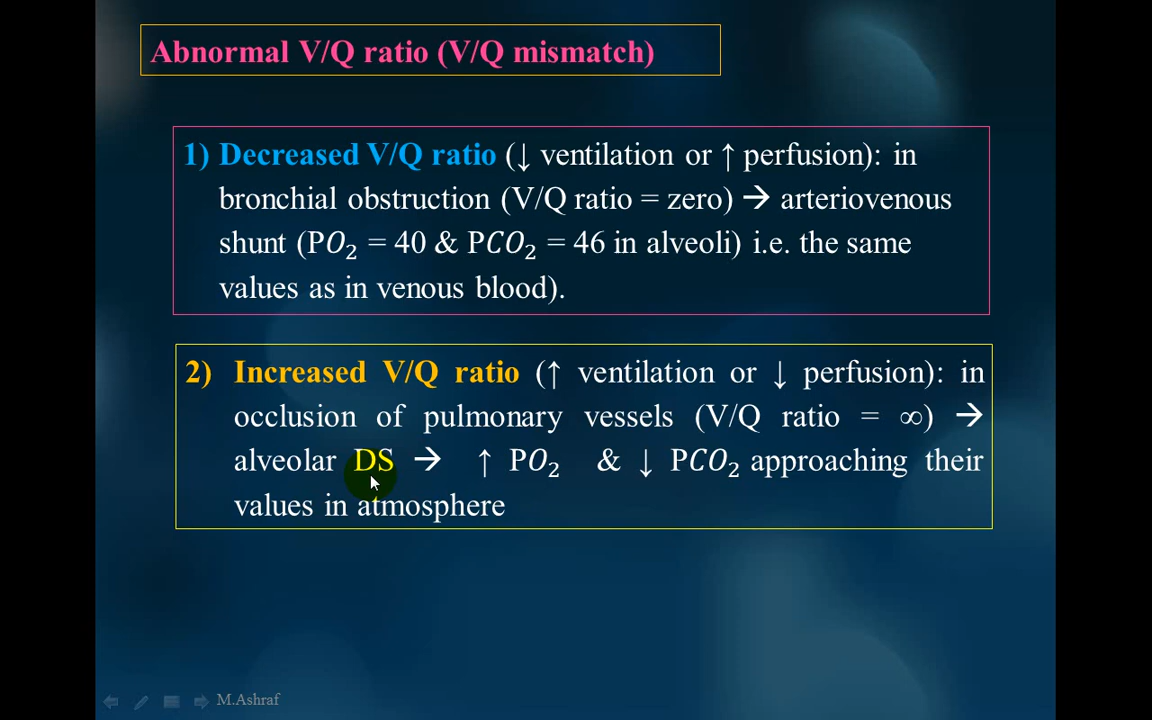 Abnormal V/Q ratio (V/Q mismatch)
1) Decreased V/Q ratio (↓ ventilation or ↑ perfusion): in
bronchial obstruction (V/Q ratio = zero) → arteriovenous
shunt (PO₂ = 40 & PCO₂ = 46 in alveoli) i.e. the same
values as in venous blood).
2) Increased V/Q ratio (↑ ventilation or ↓ perfusion): in
occlusion of pulmonary vessels (V/Q ratio = ∞) →
alveolar DS → ↑ PO₂ & ↓ PCO₂ approaching their
values in atmosphere
M.Ashraf